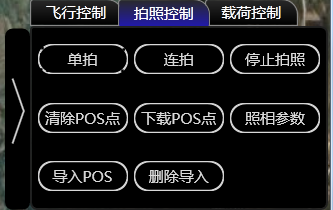 飞行控制 拍照控制 载荷控制
单拍 连拍 停止拍照
清除POS点 下载POS点 照相参数
导入POS 删除导入